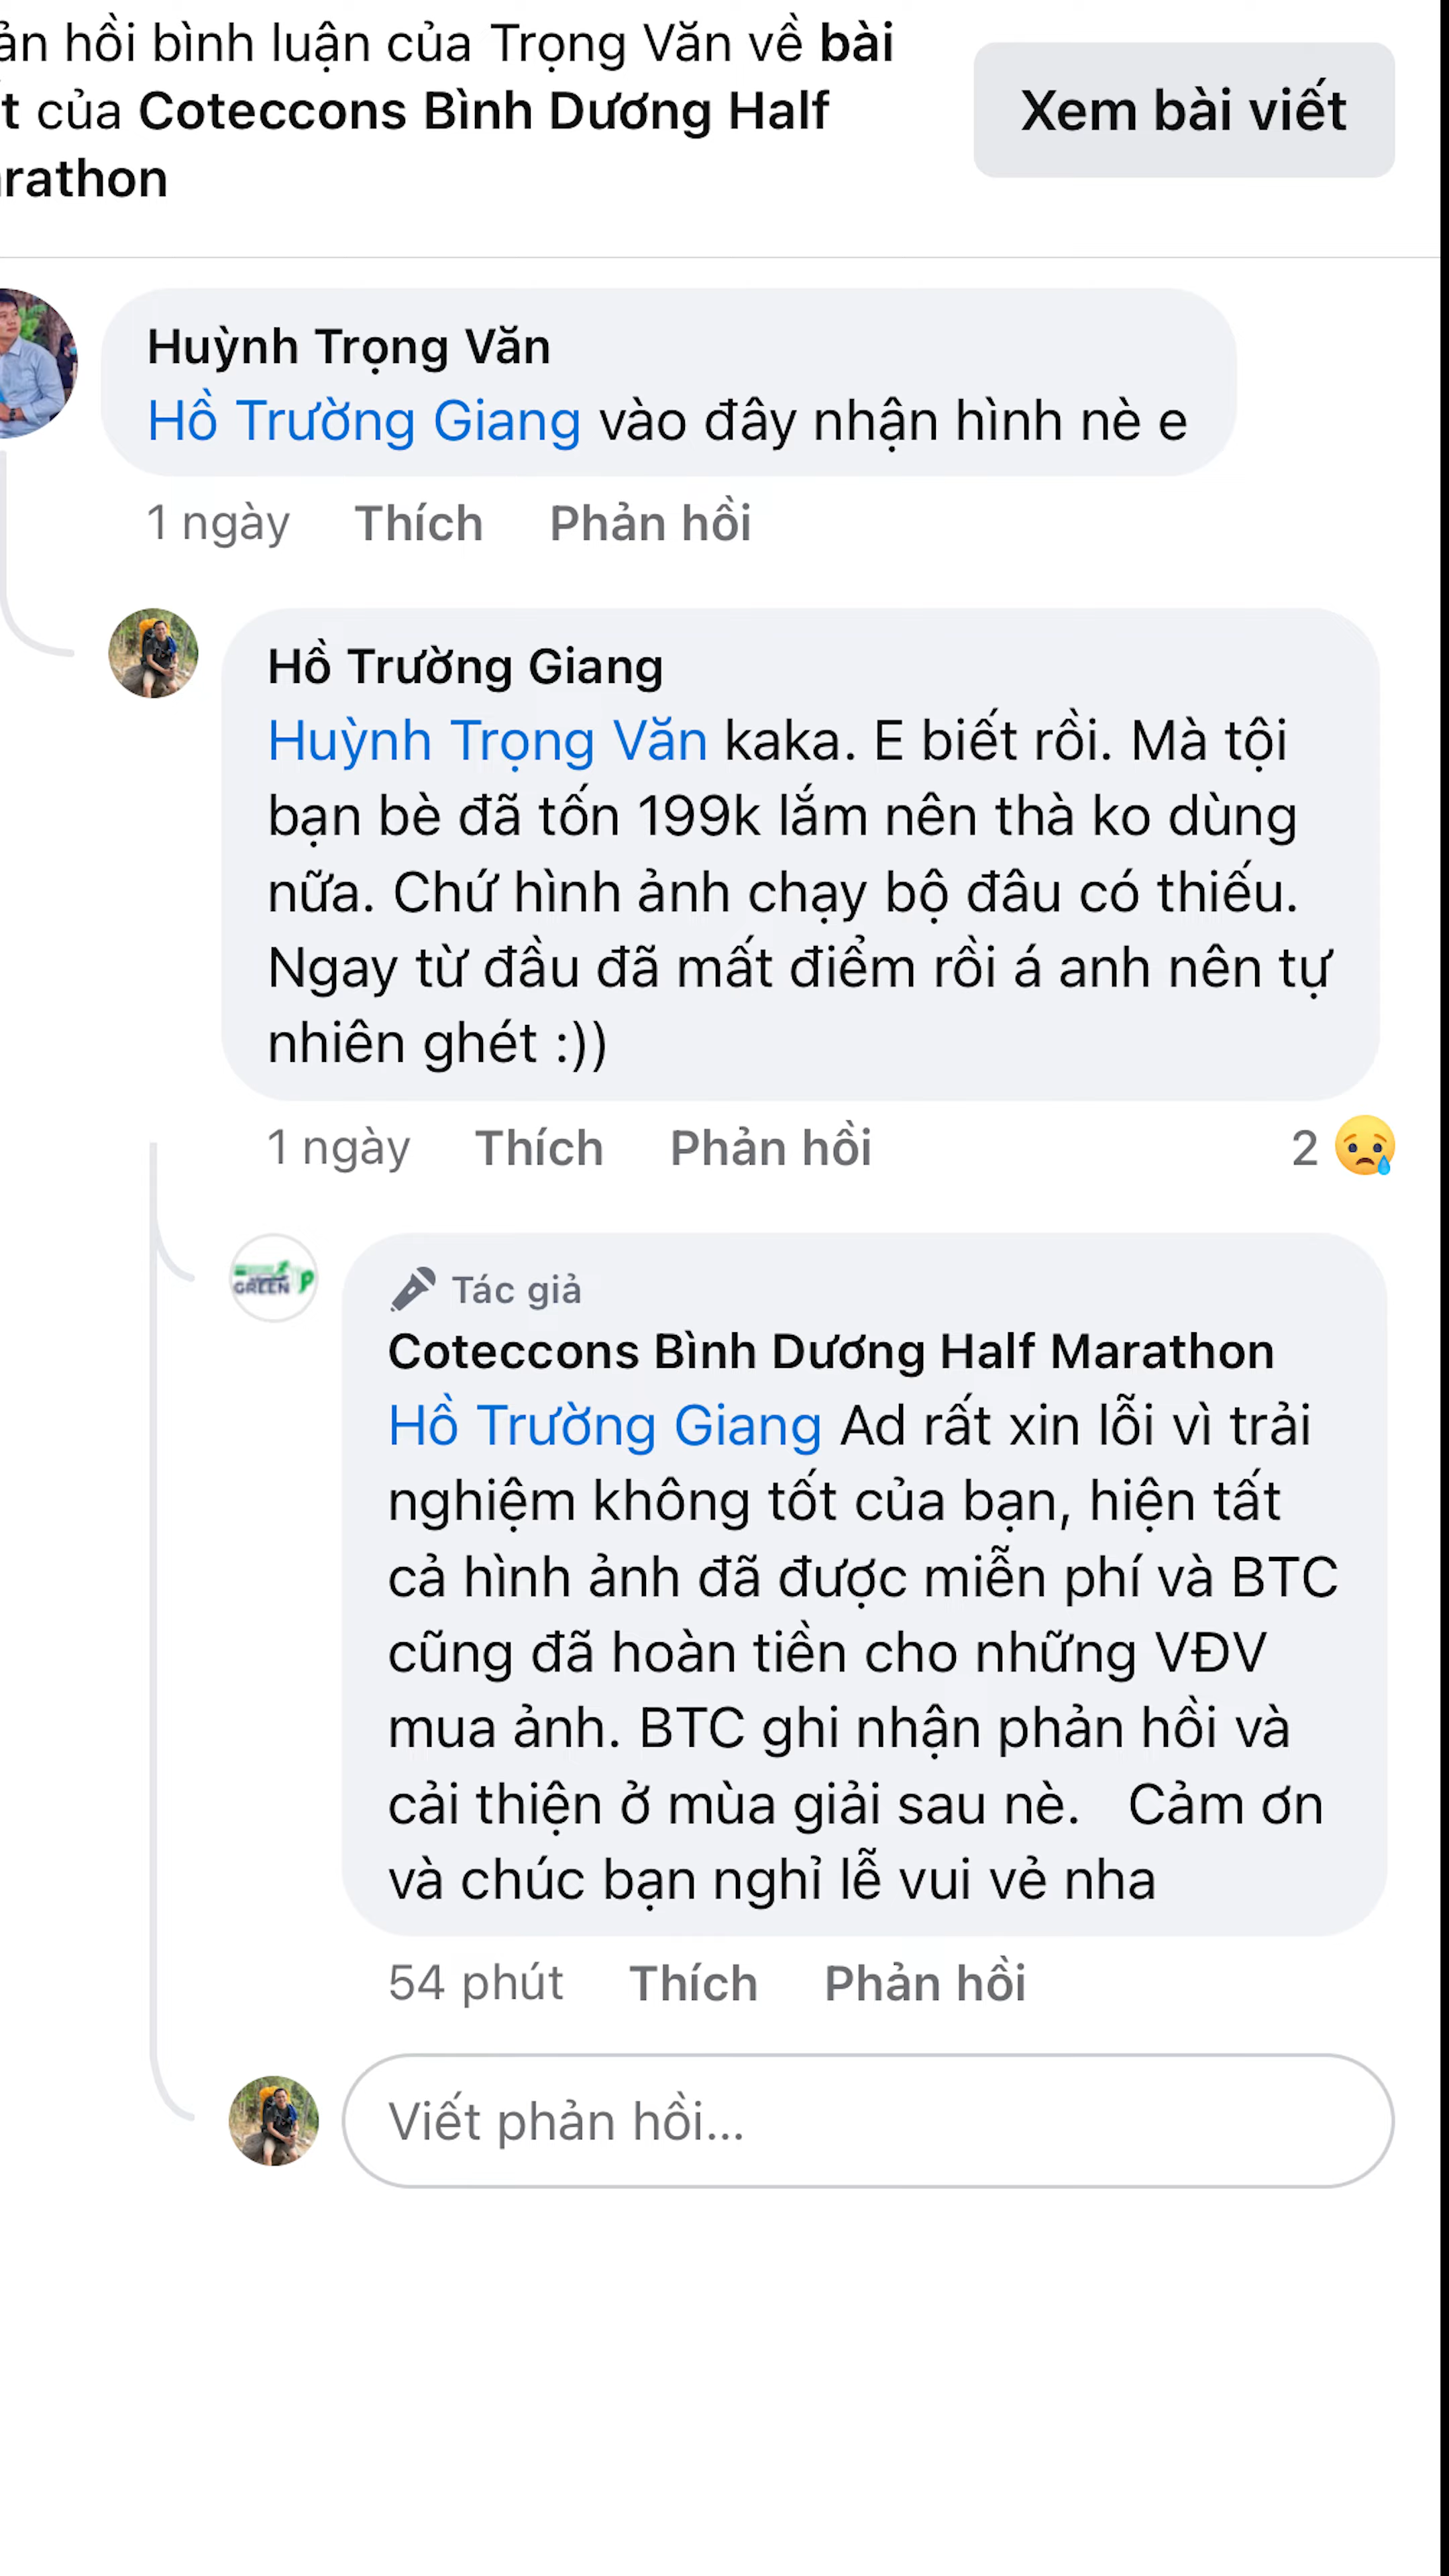 ản hồi bình luận của Trọng Văn về bài
t của Coteccons Bình Dương Half
rathon
Xem bài viết
Huỳnh Trọng Văn
Hồ Trường Giang vào đây nhận hình nè e
1 ngày Thích Phản hồi
Hồ Trường Giang
Huỳnh Trọng Văn kaka. E biết rồi. Mà tội
bạn bè đã tốn 199k lắm nên thà ko dùng
nữa. Chứ hình ảnh chạy bộ đâu có thiếu.
Ngay từ đầu đã mất điểm rồi á anh nên tự
nhiên ghét :))
1 ngày Thích Phản hồi 2
GREEN
Tác giả
Coteccons Bình Dương Half Marathon
Hồ Trường Giang Ad rất xin lỗi vì trải
nghiệm không tốt của bạn, hiện tất
cả hình ảnh đã được miễn phí và BTC
cũng đã hoàn tiền cho những VĐV
mua ảnh. BTC ghi nhận phản hồi và
cải thiện ở mùa giải sau nè. Cảm ơn
và chúc bạn nghỉ lễ vui vẻ nha
54 phút Thích Phản hồi
Viết phản hồi...